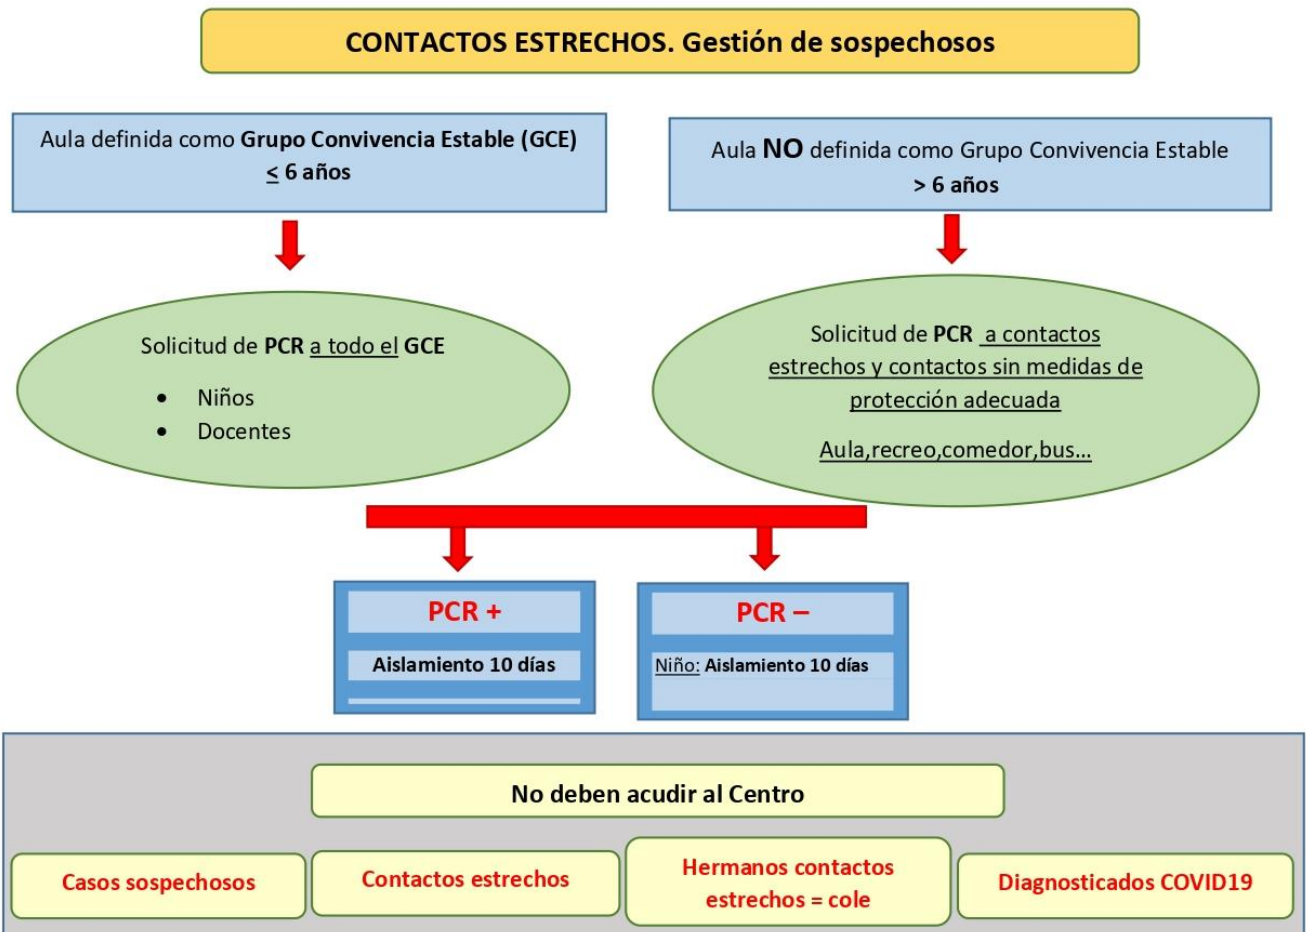 CONTACTOS ESTRECHOS. Gestión de sospechosos
Aula definida como Grupo Convivencia Estable (GCE)
≤ 6 años
Aula NO definida como Grupo Convivencia Estable
> 6 años
Solicitud de PCR a todo el GCE
• Niños
• Docentes
Solicitud de PCR a contactos
estrechos y contactos sin medidas de
protección adecuada
Aula,recreo,comedor,bus...
PCR +
Aislamiento 10 días
PCR –
Niño: Aislamiento 10 días
No deben acudir al Centro
Casos sospechosos
Contactos estrechos
Hermanos contactos
estrechos = cole
Diagnosticados COVID19